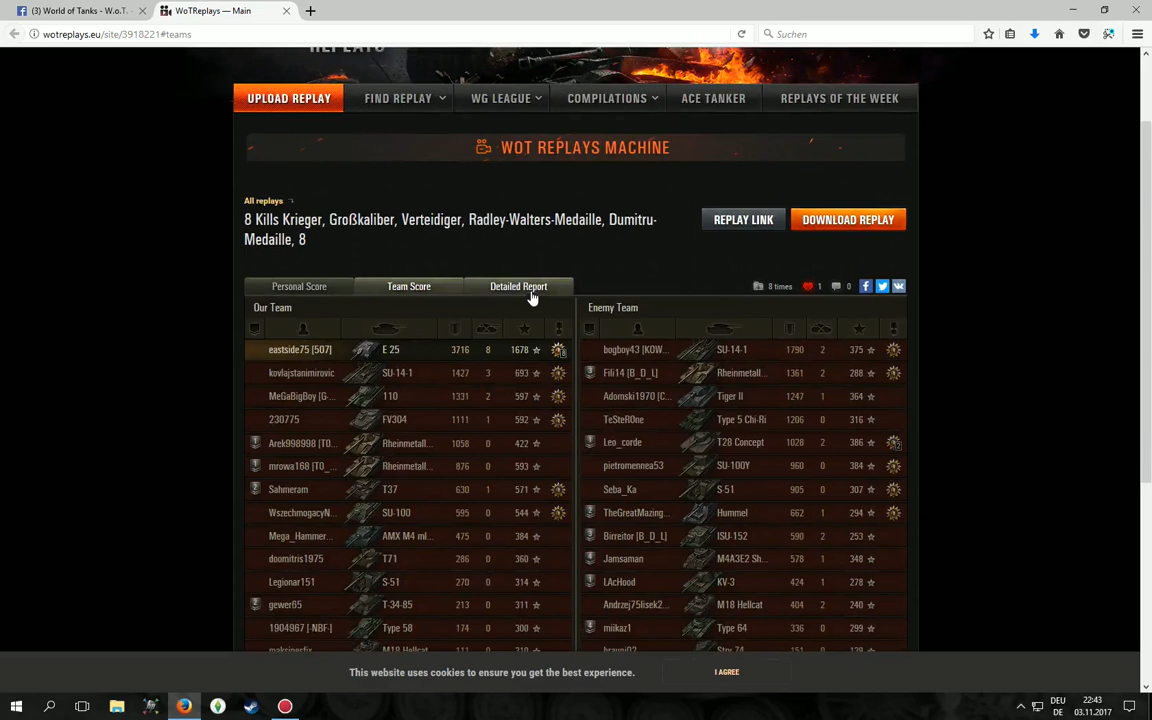 (3) World of Tanks - W.o.T. ×
WoTReplays — Main ×
wotreplays.eu/site/3918221#teams
Suchen
UPLOAD REPLAY
FIND REPLAY
WG LEAGUE
COMPILATIONS
ACE TANKER
REPLAYS OF THE WEEK
WOT REPLAYS MACHINE
All replays
8 Kills Krieger, Großkaliber, Verteidiger, Radley-Walters-Medaille, Dumitru-
Medaille, 8
REPLAY LINK
DOWNLOAD REPLAY
Personal Score
Team Score
Detailed Report
8 times 1 0
Our Team
eastside75 [507] E 25 3716 8 1678
kovlajstanimirovic SU-14-1 1427 3 693
MeGaBigBoy [G-... 110 1331 2 597
230775 FV304 1111 1 592
Arek998998 [TO... Rheinmetall... 1058 0 422
mrowa168 [TO_... Rheinmetall... 876 0 593
Sahmeram T37 630 1 571
WszechmogacyN... SU-100 595 0 544
Mega_Hammer... AMX M4 ml... 475 0 384
doomitris1975 T71 286 0 360
Legionar151 S-51 270 0 314
gewer65 T-34-85 213 0 311
1904967 [-NBF-] Type 58 174 0 300
M18 Hellcat
Enemy Team
bogboy43 [KOW... SU-14-1 1790 2 375
Fili14 [B_D_L] Rheinmetall... 1361 2 288
Adomski1970 [C... Tiger II 1247 1 364
TeSteR0ne Type 5 Chi-Ri 1206 0 316
Leo_corde T28 Concept 1028 2 386
pietromennea53 SU-100Y 960 0 384
Seba_Ka S-51 905 0 307
TheGreatMazing... Hummel 662 1 294
Birreitor [B_D_L] ISU-152 590 2 253
Jamsaman M4A3E2 Sh... 578 1 348
LAcHood KV-3 424 1 278
Andrzej75lisek2... M18 Hellcat 404 2 240
miikaz1 Type 64 336 0 299
Strv 74
This website uses cookies to ensure you get the best experience.
I AGREE
DEU
DE
22:43
03.11.2017